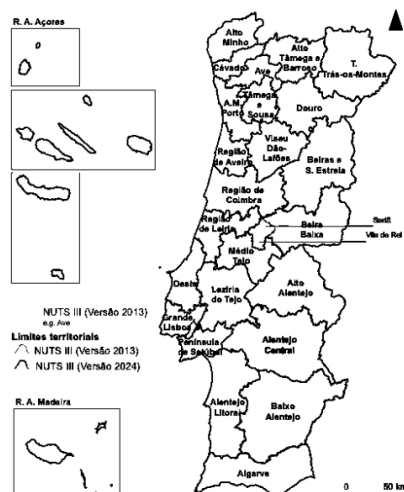 R. A. Açores
Alto
Minho
Cávado
Alto
Tâmega e
Barroso
T.
Trás-os-Montes
Ave
Tâmega
e
Sousa
A.M.
Porto
Douro
Viseu
Dão-
Lafões
Região
de Aveiro
Beiras e
S. Estrela
Região de
Coimbra
Região
de Leiria
Beira
Baixa
Sertã
Vila de Rei
Médio
Tejo
Oeste
Lezíria
do Tejo
Alto
Alentejo
NUTS III (Versão 2013)
e.g. Ave
Grande
Lisboa
Limites territoriais
NUTS III (Versão 2013)
NUTS III (Versão 2024)
Península
de Setúbal
Alentejo
Central
R. A. Madeira
Alentejo
Litoral
Baixo
Alentejo
Algarve
0 50 km